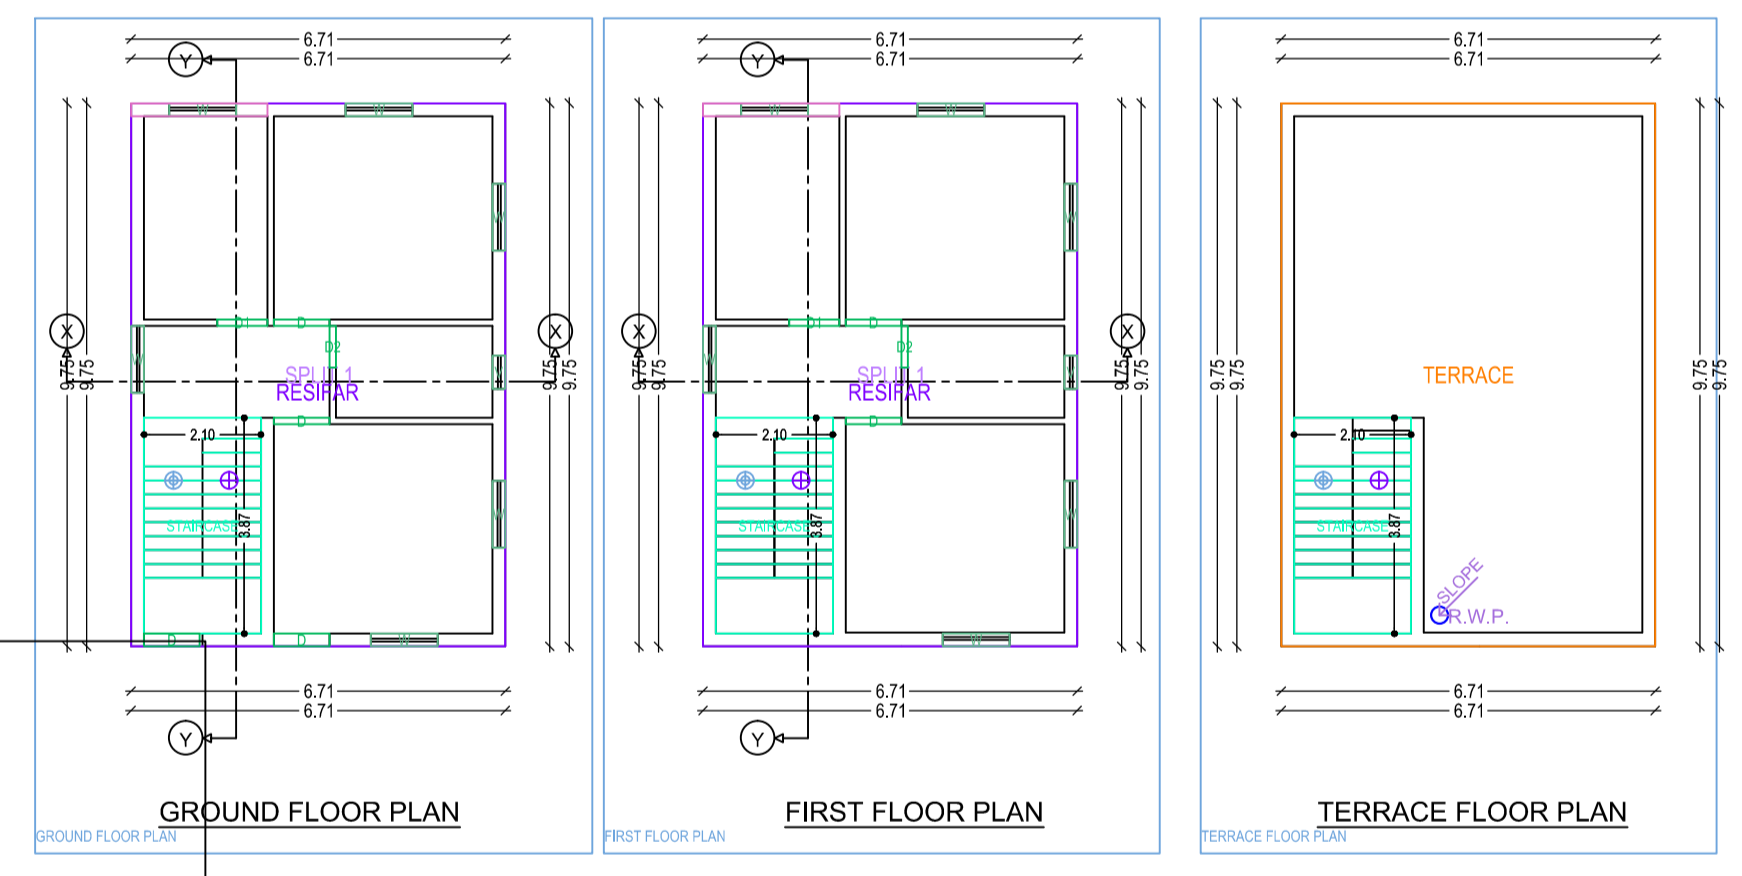 6.71
6.71
Y
W
W
W
X
X
D1
D
D2
W
9.75
9.75
9.75
9.75
SPLIT 1
RESIFAR
D
2.10
STAIRCASE
3.87
W
D
D
W
6.71
6.71
Y
GROUND FLOOR PLAN
GROUND FLOOR PLAN
6.71
6.71
Y
W
W
W
X
X
D1
D
D2
W
9.75
9.75
9.75
9.75
SPLIT 1
RESIFAR
D
2.10
STAIRCASE
3.87
W
W
6.71
6.71
Y
FIRST FLOOR PLAN
FIRST FLOOR PLAN
6.71
6.71
9.75
9.75
9.75
9.75
TERRACE
2.10
STAIRCASE
3.87
SLOPE
R.W.P.
6.71
6.71
TERRACE FLOOR PLAN
TERRACE FLOOR PLAN